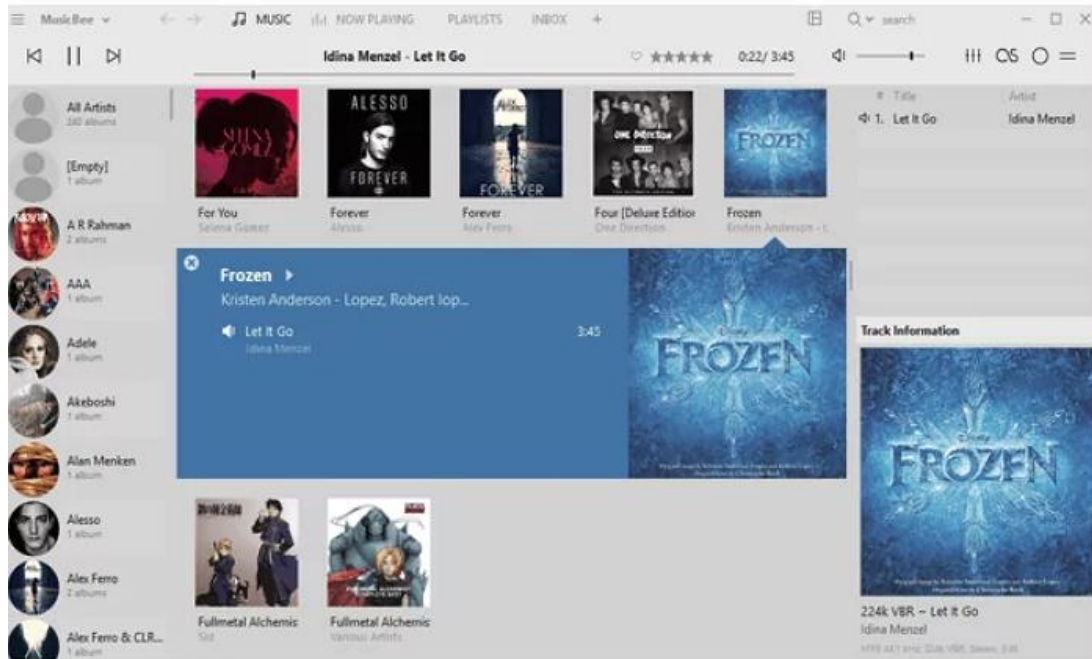 MusicBee
MUSIC
NOW PLAYING
PLAYLISTS
INBOX
+
search
Idina Menzel - Let It Go
0:22/ 3:45
All Artists
240 albums
[Empty]
1 album
A R Rahman
2 albums
AAA
1 album
Adele
1 album
Akeboshi
1 album
Alan Menken
1 album
Alesso
1 album
Alex Ferro
2 albums
Alex Ferro & CLR...
1 album
SELENA
GOMEZ
ALESSO
FOREVER
FOREVER
ONE DIRECTION
FOUR
FROZEN
For You
Selena Gomez
Forever
Alesso
Forever
Alex Ferro
Four [Deluxe Edition
One Direction
Frozen
Kristen Anderson - L
Frozen
Kristen Anderson - Lopez, Robert lop...
Let It Go
3:45
Idina Menzel
Disney
FROZEN
Fullmetal Alchemis
Sid
Fullmetal Alchemis
Various Artists
# Title Artist
1. Let It Go Idina Menzel
Track Information
Disney
FROZEN
224k VBR ~ Let It Go
Idina Menzel